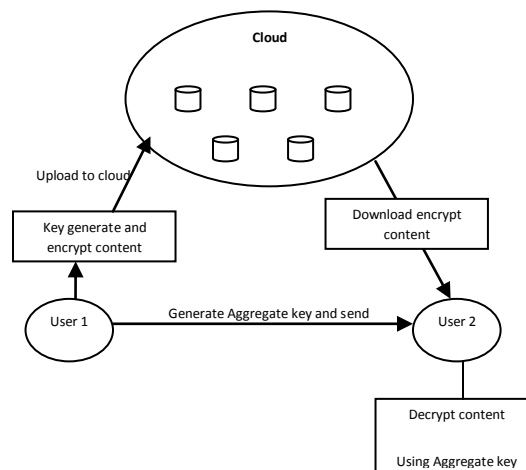 Cloud
Upload to cloud
Key generate and
encrypt content
Download encrypt
content
User 1
Generate Aggregate key and send
User 2
Decrypt content
Using Aggregate key